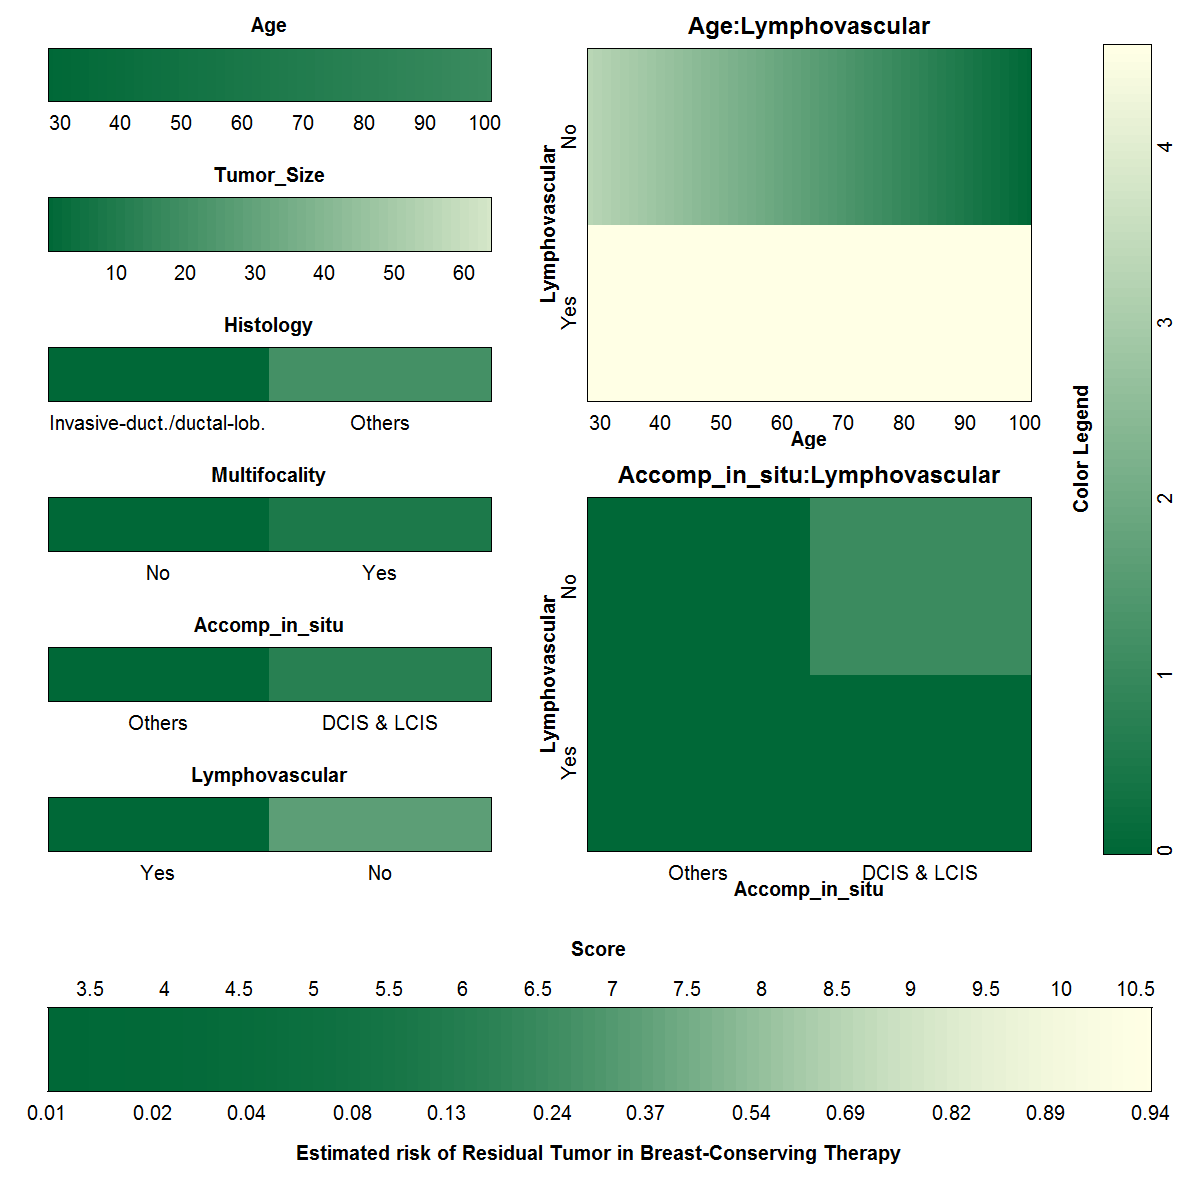 Age
30 40 50 60 70 80 90 100
Tumor_Size
10 20 30 40 50 60
Histology
Invasive-duct./ductal-lob. Others
Multifocality
No Yes
Accomp_in_situ
Others DCIS & LCIS
Lymphovascular
Yes No
Age:Lymphovascular
Lymphovascular
No
Yes
30 40 50 60 70 80 90 100
Age
Accomp_in_situ:Lymphovascular
Lymphovascular
No
Yes
Others DCIS & LCIS
Accomp_in_situ
Color Legend
4
3
2
1
0
Score
3.5 4 4.5 5 5.5 6 6.5 7 7.5 8 8.5 9 9.5 10 10.5
0.01 0.02 0.04 0.08 0.13 0.24 0.37 0.54 0.69 0.82 0.89 0.94
Estimated risk of Residual Tumor in Breast-Conserving Therapy